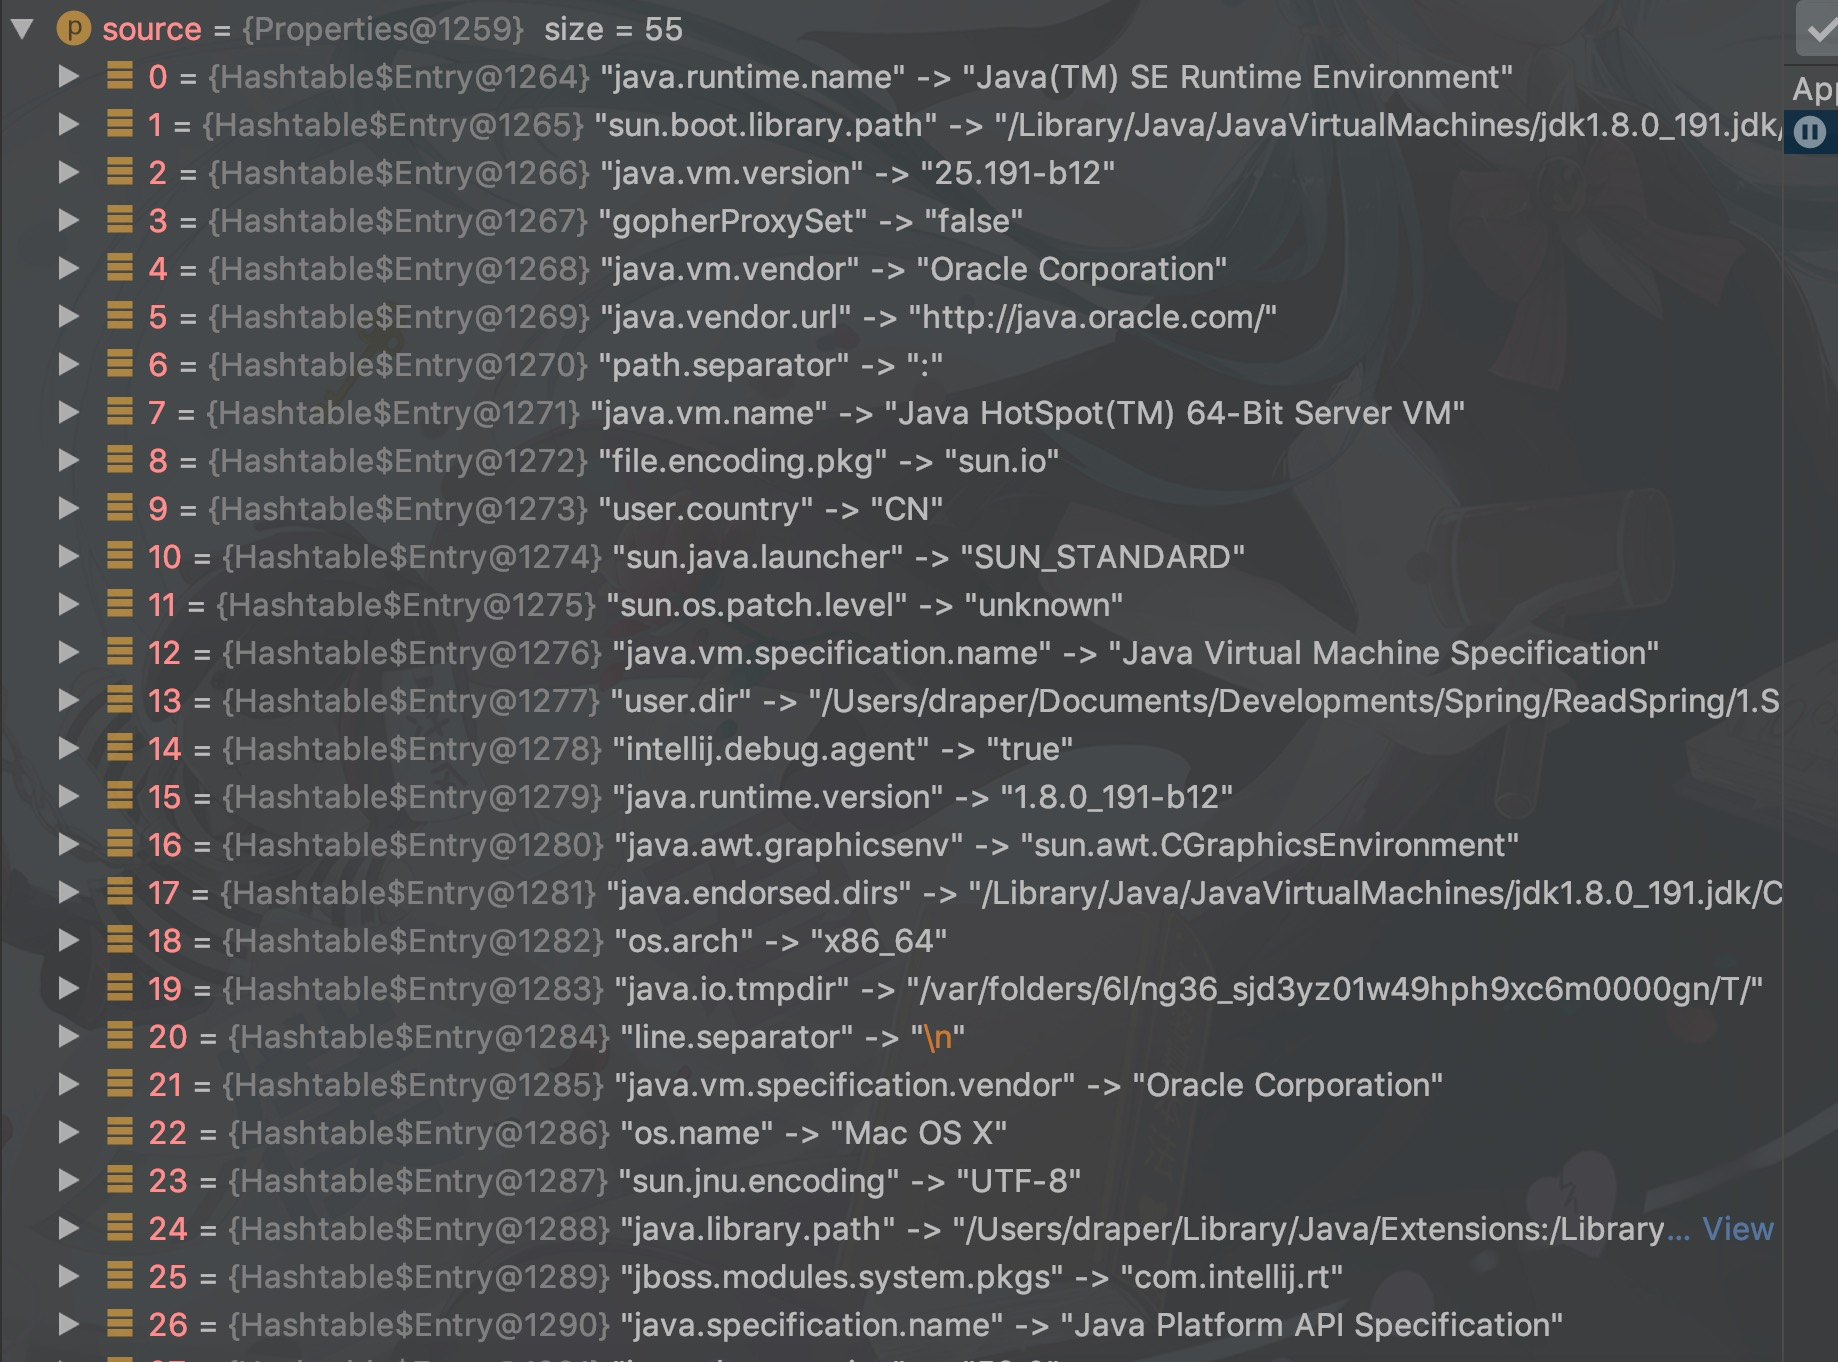 source = {Properties@1259} size = 55
0 = {Hashtable$Entry@1264} "java.runtime.name" -> "Java(TM) SE Runtime Environment"
1 = {Hashtable$Entry@1265} "sun.boot.library.path" -> "/Library/Java/JavaVirtualMachines/jdk1.8.0_191.jdk/
2 = {Hashtable$Entry@1266} "java.vm.version" -> "25.191-b12"
3 = {Hashtable$Entry@1267} "gopherProxySet" -> "false"
4 = {Hashtable$Entry@1268} "java.vm.vendor" -> "Oracle Corporation"
5 = {Hashtable$Entry@1269} "java.vendor.url" -> "http://java.oracle.com/"
6 = {Hashtable$Entry@1270} "path.separator" -> ":"
7 = {Hashtable$Entry@1271} "java.vm.name" -> "Java HotSpot(TM) 64-Bit Server VM"
8 = {Hashtable$Entry@1272} "file.encoding.pkg" -> "sun.io"
9 = {Hashtable$Entry@1273} "user.country" -> "CN"
10 = {Hashtable$Entry@1274} "sun.java.launcher" -> "SUN_STANDARD"
11 = {Hashtable$Entry@1275} "sun.os.patch.level" -> "unknown"
12 = {Hashtable$Entry@1276} "java.vm.specification.name" -> "Java Virtual Machine Specification"
13 = {Hashtable$Entry@1277} "user.dir" -> "/Users/draper/Documents/Developments/Spring/ReadSpring/1.S
14 = {Hashtable$Entry@1278} "intellij.debug.agent" -> "true"
15 = {Hashtable$Entry@1279} "java.runtime.version" -> "1.8.0_191-b12"
16 = {Hashtable$Entry@1280} "java.awt.graphicsenv" -> "sun.awt.CGraphicsEnvironment"
17 = {Hashtable$Entry@1281} "java.endorsed.dirs" -> "/Library/Java/JavaVirtualMachines/jdk1.8.0_191.jdk/C
18 = {Hashtable$Entry@1282} "os.arch" -> "x86_64"
19 = {Hashtable$Entry@1283} "java.io.tmpdir" -> "/var/folders/6l/ng36_sjd3yz01w49hph9xc6m0000gn/T/"
20 = {Hashtable$Entry@1284} "line.separator" -> "\n"
21 = {Hashtable$Entry@1285} "java.vm.specification.vendor" -> "Oracle Corporation"
22 = {Hashtable$Entry@1286} "os.name" -> "Mac OS X"
23 = {Hashtable$Entry@1287} "sun.jnu.encoding" -> "UTF-8"
24 = {Hashtable$Entry@1288} "java.library.path" -> "/Users/draper/Library/Java/Extensions:/Library... View
25 = {Hashtable$Entry@1289} "jboss.modules.system.pkgs" -> "com.intellij.rt"
26 = {Hashtable$Entry@1290} "java.specification.name" -> "Java Platform API Specification"
App